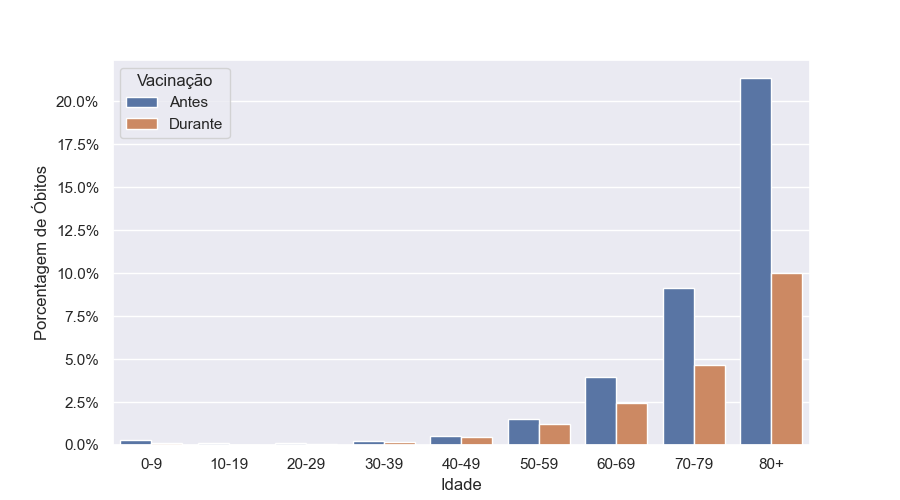 Vacinação
Antes
Durante
Porcentagem de Óbitos
20.0%
17.5%
15.0%
12.5%
10.0%
7.5%
5.0%
2.5%
0.0%
0-9 10-19 20-29 30-39 40-49 50-59 60-69 70-79 80+
Idade